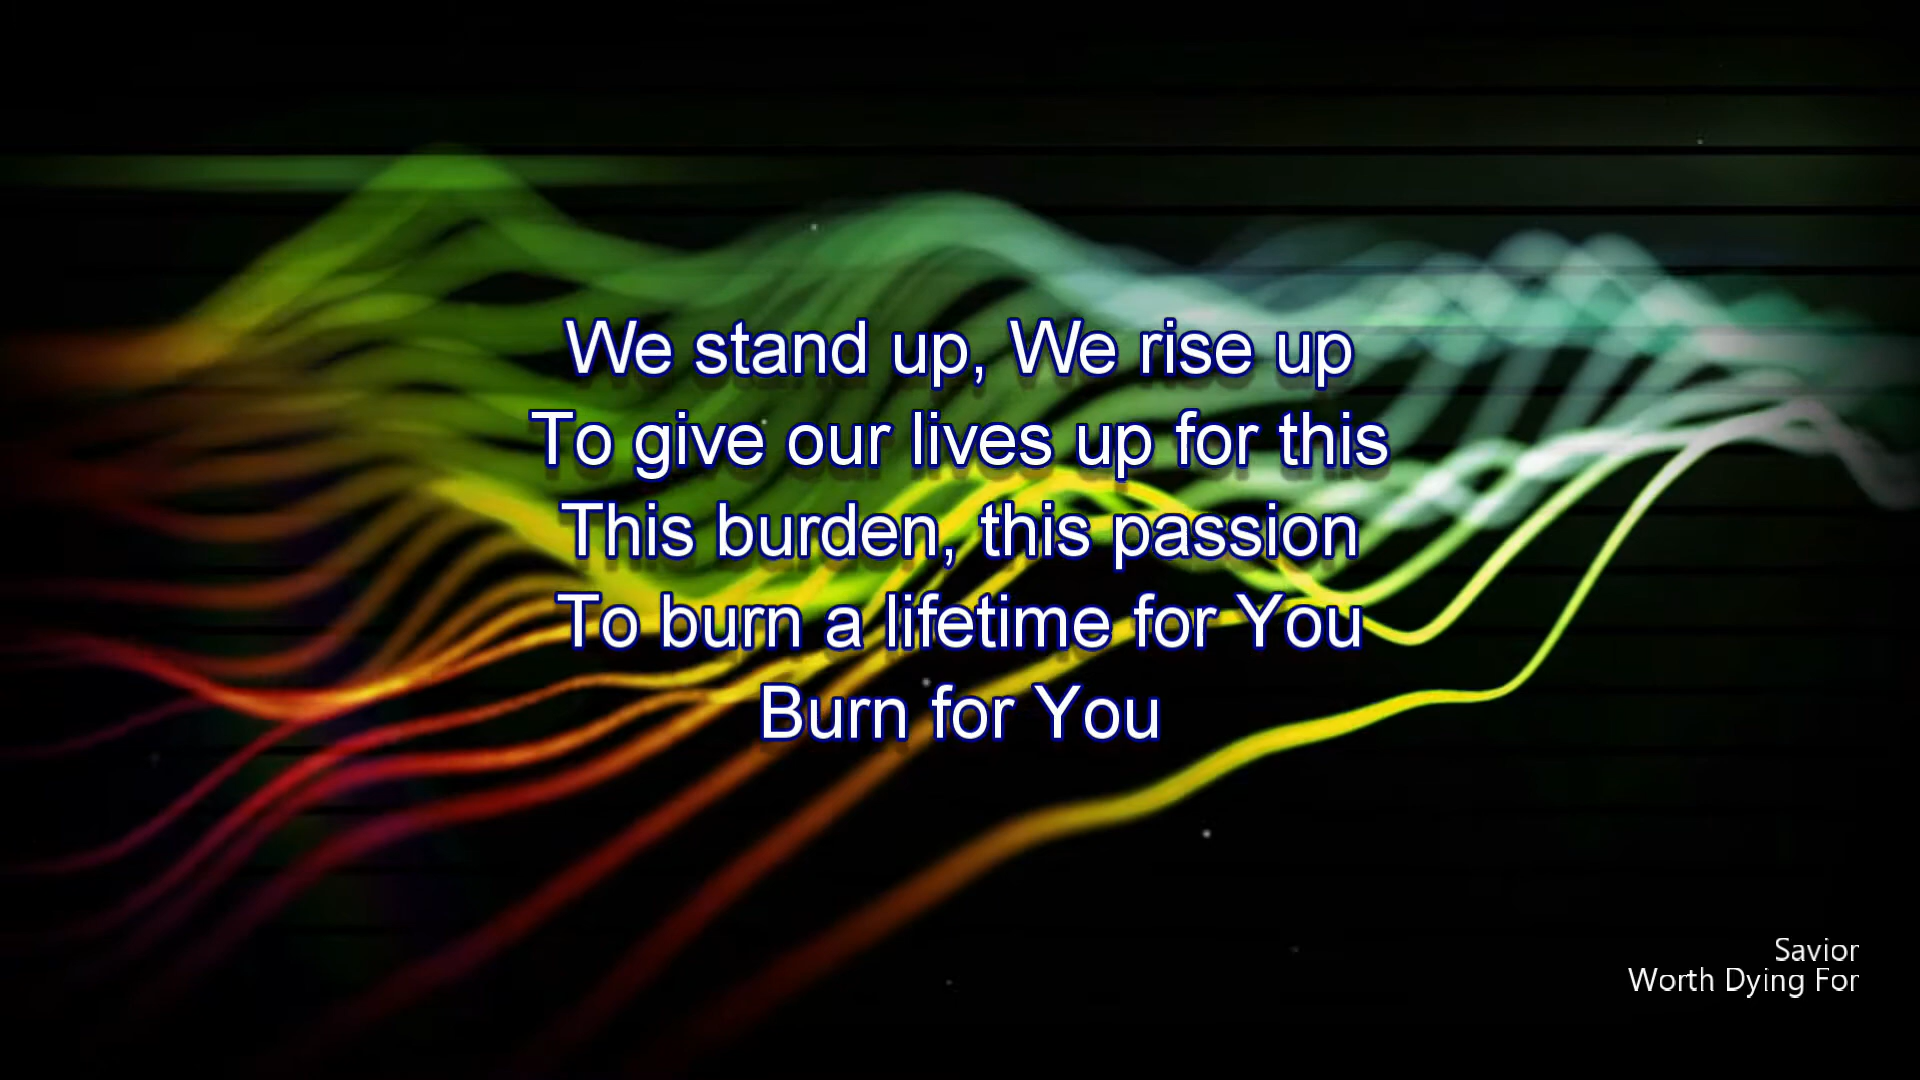 We stand up, We rise up
To give our lives up for this
This burden, this passion
To burn a lifetime for You
Burn for You
Savior
Worth Dying For